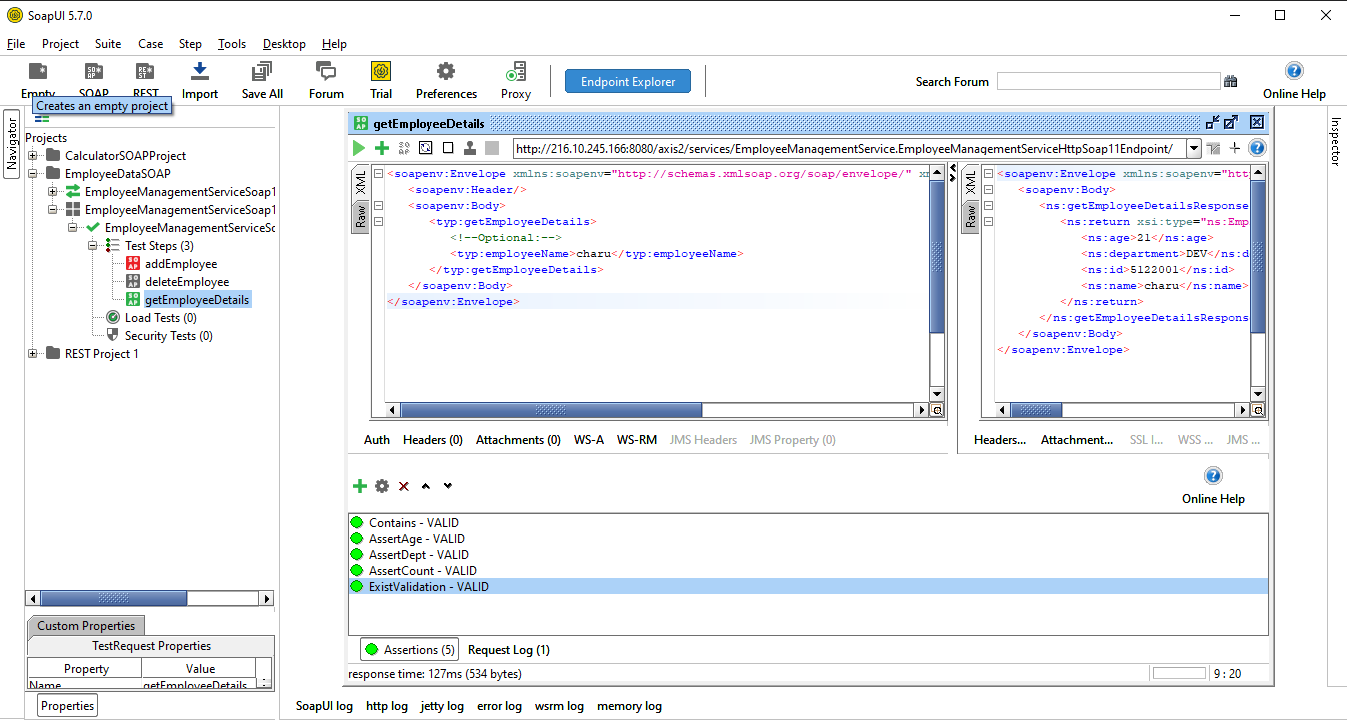 SoapUI 5.7.0
File Project Suite Case Step Tools Desktop Help
Empty SOAP REST Import Save All Forum Trial Preferences Proxy Endpoint Explorer Search Forum Online Help
Creates an empty project
Navigator
Projects
CalculatorSOAPProject
EmployeeDataSOAP
EmployeeManagementServiceSoap1
EmployeeManagementServiceSoap1
EmployeeManagementServiceSc
Test Steps (3)
addEmployee
deleteEmployee
getEmployeeDetails
Load Tests (0)
Security Tests (0)
REST Project 1
Custom Properties
TestRequest Properties
Property Value
Name getEmployeeDetails
Properties
getEmployeeDetails
http://216.10.245.166:8080/axis2/services/EmployeeManagementService.EmployeeManagementServiceHttpSoap11Endpoint/
XML
Raw
<soapenv:Envelope xmlns:soapenv="http://schemas.xmlsoap.org/soap/envelope/" xm
<soapenv:Header/>
<soapenv:Body>
<typ:getEmployeeDetails>
<!--Optional:-->
<typ:employeeName>charu</typ:employeeName>
</typ:getEmployeeDetails>
</soapenv:Body>
</soapenv:Envelope>
Auth Headers (0) Attachments (0) WS-A WS-RM JMS Headers JMS Property (0)
XML
Raw
<soapenv:Envelope xmlns:soapenv="htt
<soapenv:Body>
<ns:getEmployeeDetailsResponse
<ns:return xsi:type="ns:Emp
<ns:age>21</ns:age>
<ns:department>DEV</ns:d
<ns:id>5122001</ns:id>
<ns:name>charu</ns:name>
</ns:return>
</ns:getEmployeeDetailsRespons
</soapenv:Body>
</soapenv:Envelope>
Headers... Attachment... SSL I... WSS ... JMS ...
Online Help
Contains - VALID
AssertAge - VALID
AssertDept - VALID
AssertCount - VALID
ExistValidation - VALID
Assertions (5) Request Log (1)
response time: 127ms (534 bytes) 9 : 20
SoapUI log http log jetty log error log wsrm log memory log
Inspector